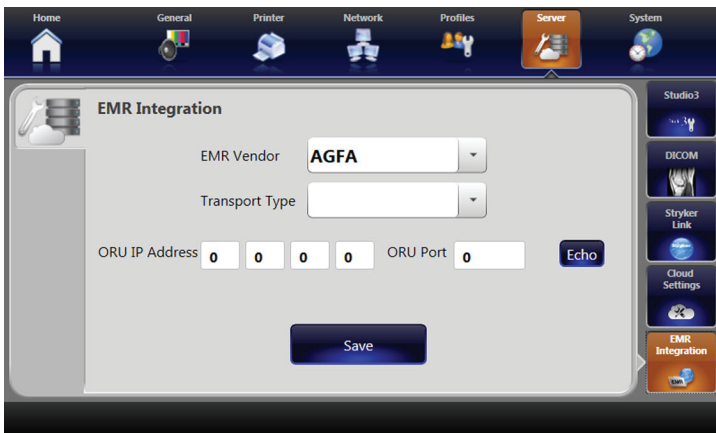 Home General Printer Network Profiles Server System
EMR Integration
EMR Vendor AGFA
Transport Type
ORU IP Address 0 0 0 0 ORU Port 0 Echo
Save
Studio3
DICOM
Stryker
Link
Cloud
Settings
EMR
Integration
EMR